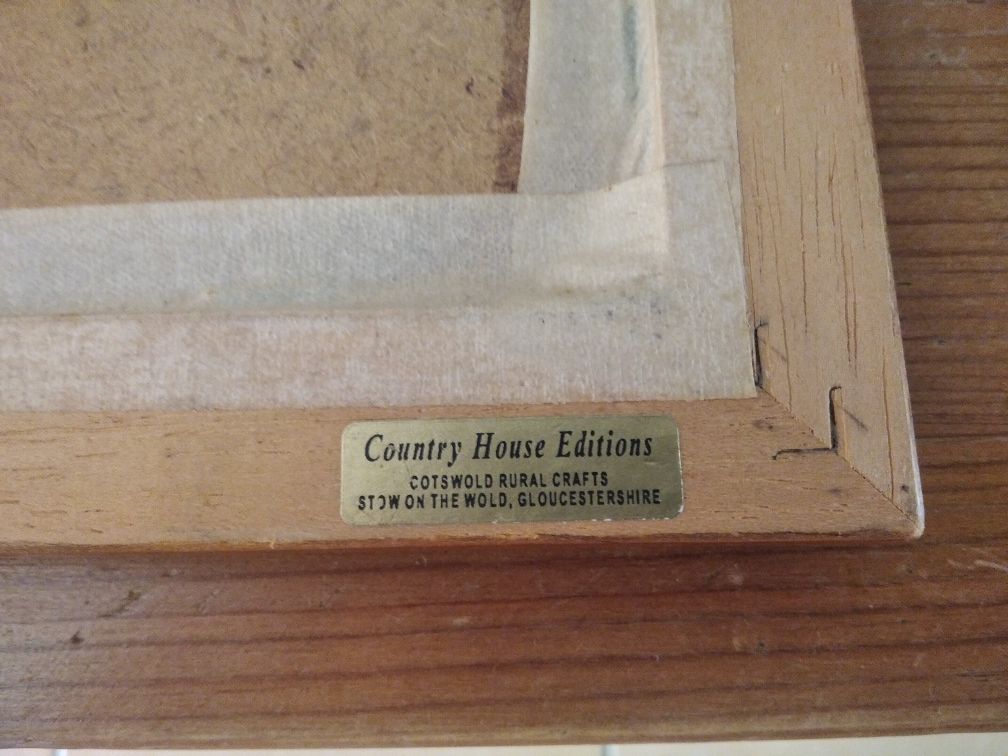 Country House Editions
COTSWOLD RURAL CRAFTS
STOW ON THE WOLD, GLOUCESTERSHIRE